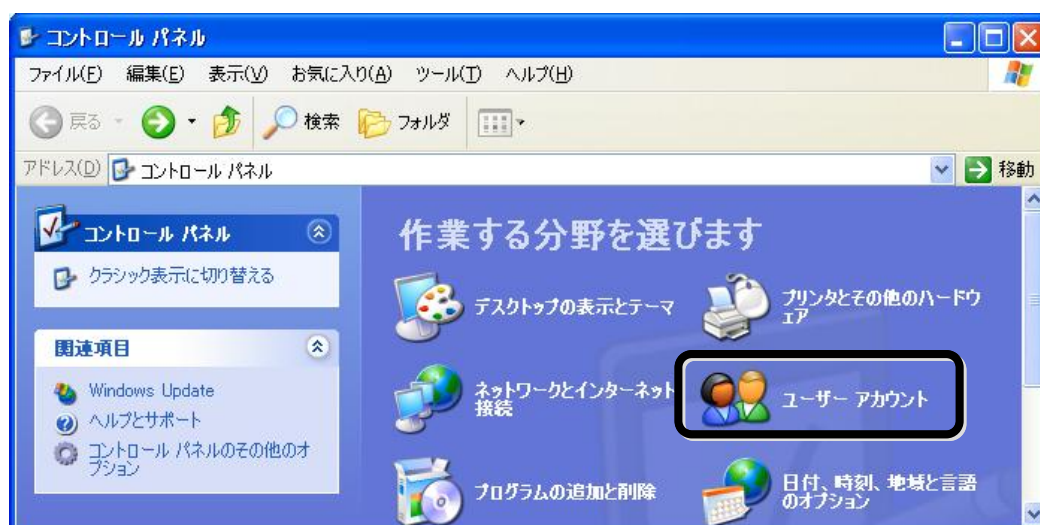 コントロール パネル
ファイル(F) 編集(E) 表示(V) お気に入り(A) ツール(T) ヘルプ(H)
戻る 検索 フォルダ
アドレス(D) コントロール パネル 移動
コントロール パネル
クラシック表示に切り替える
関連項目
Windows Update
ヘルプとサポート
コントロール パネルのその他のオ
プション
作業する分野を選びます
デスクトップの表示とテーマ
プリンタとその他のハードウ
ェア
ネットワークとインターネット
接続
ユーザー アカウント
プログラムの追加と削除
日付、時刻、地域と言語
のオプション